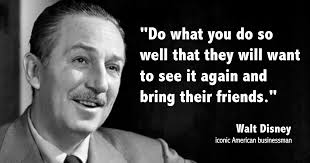 "Do what you do so
well that they will want
to see it again and
bring their friends."
Walt Disney
iconic American businessman